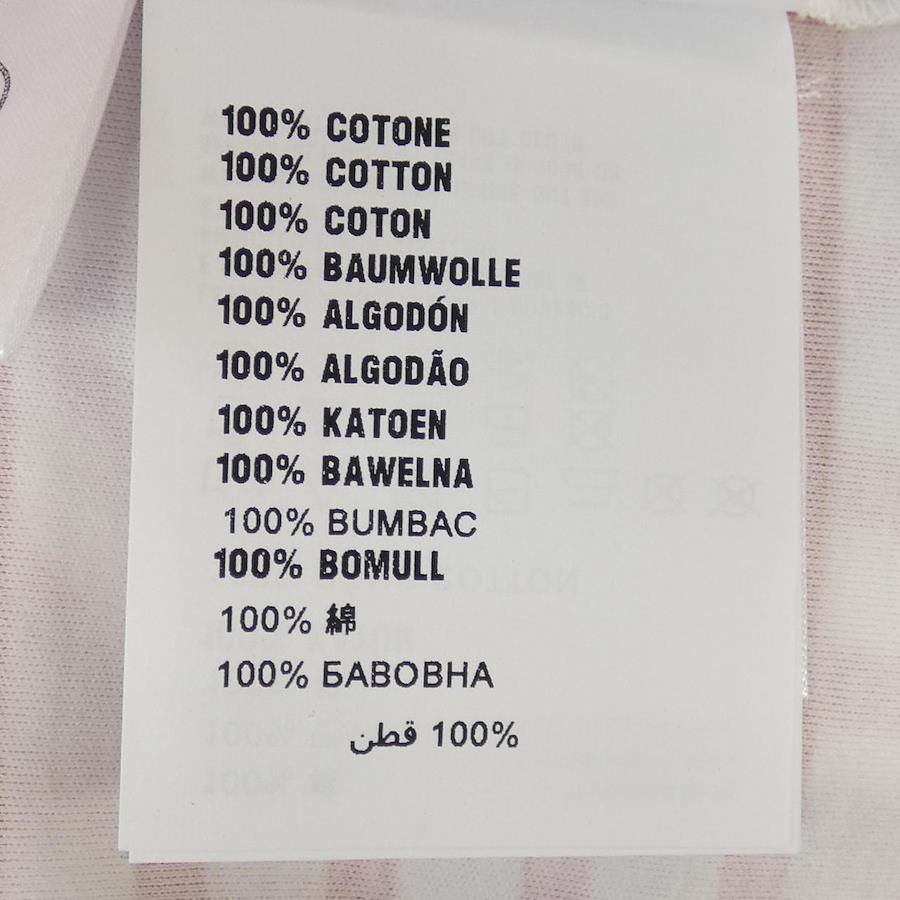 100% COTONE
100% COTTON
100% COTON
100% BAUMWOLLE
100% ALGODÓN
100% ALGODÃO
100% KATOEN
100% BAWELNA
100% BUMBAC
100% BOMULL
100% 綿
100% БАВОВНА
100% قطن